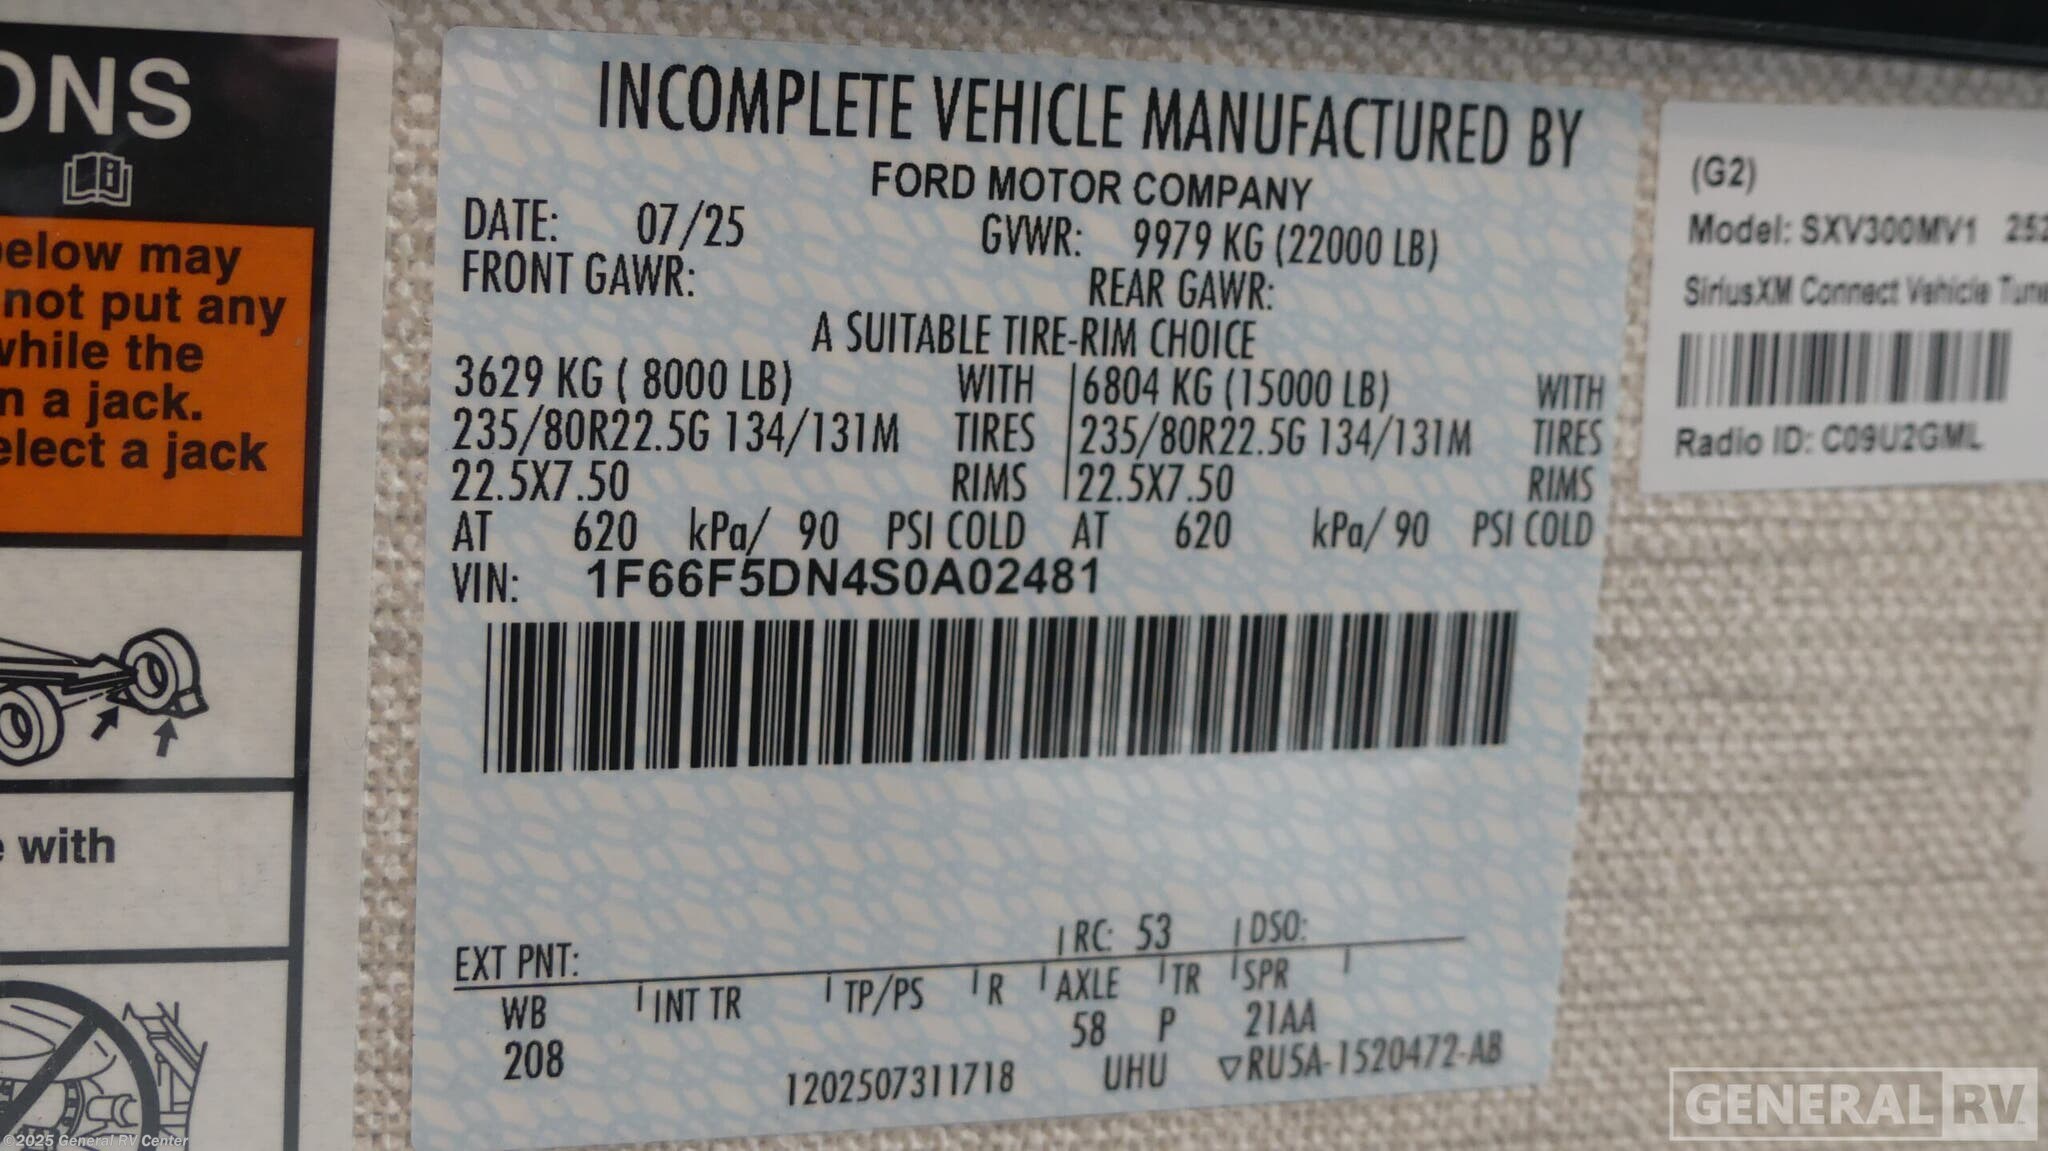 ONS
below may
not put any
while the
n a jack.
select a jack
with
INCOMPLETE VEHICLE MANUFACTURED BY
FORD MOTOR COMPANY
DATE: 07/25 GVWR: 9979 KG (22000 LB)
FRONT GAWR: REAR GAWR:
A SUITABLE TIRE-RIM CHOICE
3629 KG ( 8000 LB) WITH 6804 KG (15000 LB) WITH
235/80R22.5G 134/131M TIRES 235/80R22.5G 134/131M TIRES
22.5X7.50 RIMS 22.5X7.50 RIMS
AT 620 kPa/ 90 PSI COLD AT 620 kPa/ 90 PSI COLD
VIN: 1F66F5DN4S0A02481
EXT PNT: RC: 53 DSO:
WB INT TR TP/PS R AXLE TR SPR
208 58 P 21AA
1202507311718 UHU ▽RU5A-1520472-AB
(G2)
Model: SXV300MV1 252
SiriusXM Connect Vehicle Tune
Radio ID: C09U2GML
GENERAL RV
©2025 General RV Center